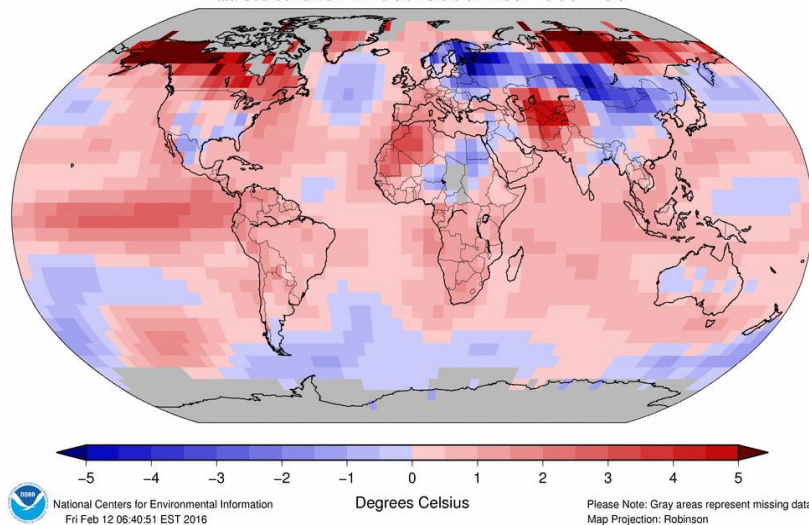 -5 -4 -3 -2 -1 0 1 2 3 4 5
Degrees Celsius
NOAA
National Centers for Environmental Information
Fri Feb 12 06:40:51 EST 2016
Please Note: Gray areas represent missing data
Map Projection: Robinson